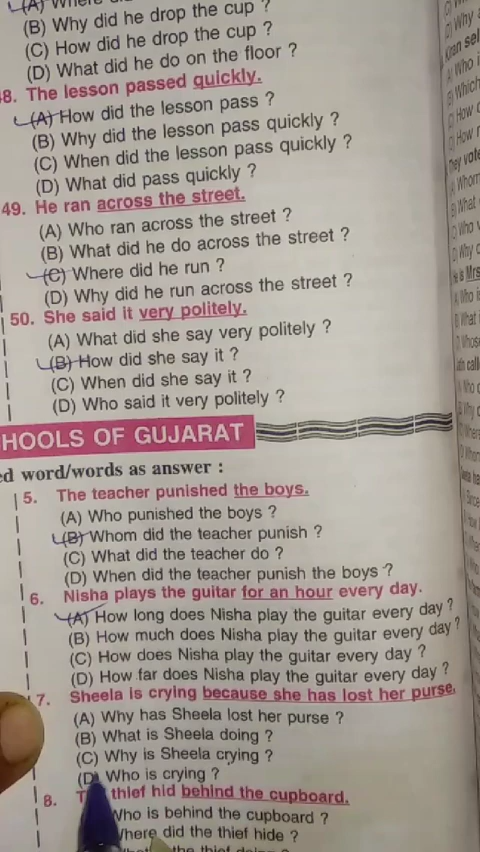 (A) Where
(B) Why did he drop the cup ?
(C) How did he drop the cup ?
(D) What did he do on the floor ?
48. The lesson passed quickly.
(A) How did the lesson pass ?
(B) Why did the lesson pass quickly ?
(C) When did the lesson pass quickly ?
(D) What did pass quickly ?
49. He ran across the street.
(A) Who ran across the street ?
(B) What did he do across the street ?
(C) Where did he run ?
(D) Why did he run across the street ?
50. She said it very politely.
(A) What did she say very politely ?
(B) How did she say it ?
(C) When did she say it ?
(D) Who said it very politely ?
HOOLS OF GUJARAT
ed word/words as answer :
5. The teacher punished the boys.
(A) Who punished the boys ?
(B) Whom did the teacher punish ?
(C) What did the teacher do ?
(D) When did the teacher punish the boys ?
6. Nisha plays the guitar for an hour every day.
(A) How long does Nisha play the guitar every day ?
(B) How much does Nisha play the guitar every day ?
(C) How does Nisha play the guitar every day ?
(D) How far does Nisha play the guitar every day ?
7. Sheela is crying because she has lost her purse.
(A) Why has Sheela lost her purse ?
(B) What is Sheela doing ?
(C) Why is Sheela crying ?
(D) Who is crying ?
8. thief hid behind the cupboard.
Who is behind the cupboard ?
Where did the thief hide ?
the thief doing ?